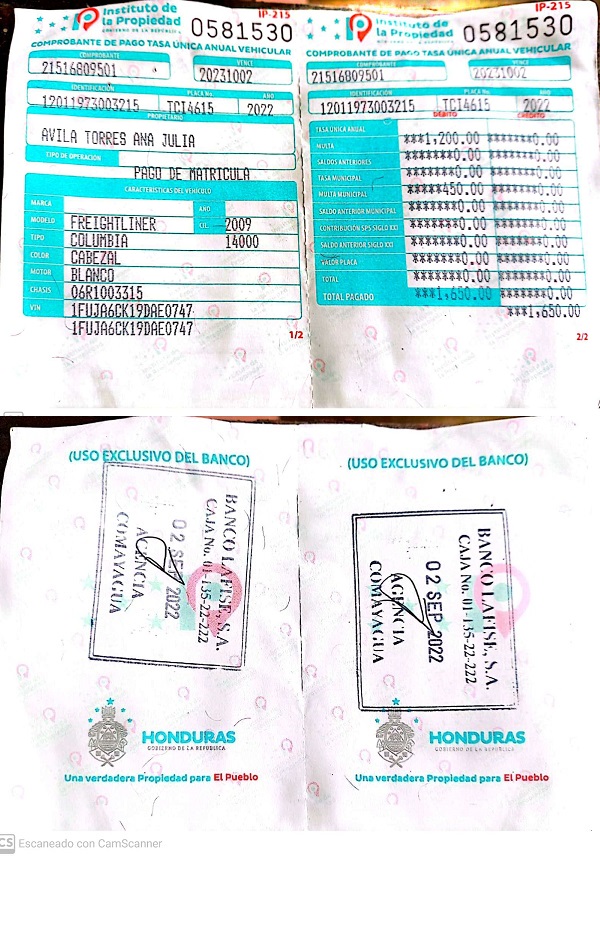 IP-215
Instituto de
la Propiedad
GOBIERNO DE LA REPÚBLICA
0581530
COMPROBANTE DE PAGO TASA ÚNICA ANUAL VEHICULAR
COMPROBANTE VENCE
21516809501 20231002
IDENTIFICACIÓN PLACA No. AÑO
12011973003215 TCI4615 2022
PROPIETARIO
AVILA TORRES ANA JULIA
TIPO DE OPERACIÓN
PAGO DE MATRICULA
CARACTERÍSTICAS DEL VEHÍCULO
MARCA AÑO
MODELO FREIGHTLINER CIL. 2009
TIPO COLUMBIA 14000
COLOR CABEZAL
MOTOR BLANCO
CHASIS 06R1003315
VIN 1FUJA6CK19DAE0747
1FUJA6CK19DAE0747
1/2
IP-215
Instituto de
la Propiedad
GOBIERNO DE LA REPÚBLICA
0581530
COMPROBANTE DE PAGO TASA ÚNICA ANUAL VEHICULAR
COMPROBANTE VENCE
21516809501 20231002
IDENTIFICACIÓN PLACA No. AÑO
12011973003215 TCI4615 2022
DÉBITO CRÉDITO
TASA ÚNICA ANUAL
MULTA ***1,200.00 *******0.00
SALDOS ANTERIORES *******0.00 *******0.00
TASA MUNICIPAL *******0.00 *******0.00
MULTA MUNICIPAL *****450.00 *******0.00
SALDO ANTERIOR MUNICIPAL *******0.00 *******0.00
CONTRIBUCIÓN SPS SIGLO XXI *******0.00 *******0.00
SALDO ANTERIOR SIGLO XXI *******0.00 *******0.00
VALOR PLACA *******0.00 *******0.00
TOTAL *******0.00 *******0.00
TOTAL PAGADO ***1,650.00 *******0.00
***1,650.00
2/2
(USO EXCLUSIVO DEL BANCO)
BANCO LAFISE, S.A.
CAJA No. 01-135-22-222
02 SEP 2022
AGENCIA
COMAYAGUA
HONDURAS
GOBIERNO DE LA REPÚBLICA
Una verdadera Propiedad para El Pueblo
(USO EXCLUSIVO DEL BANCO)
BANCO LAFISE, S.A.
CAJA No. 01-135-22-222
02 SEP 2022
AGENCIA
COMAYAGUA
HONDURAS
GOBIERNO DE LA REPÚBLICA
Una verdadera Propiedad para El Pueblo
CS Escaneado con CamScanner